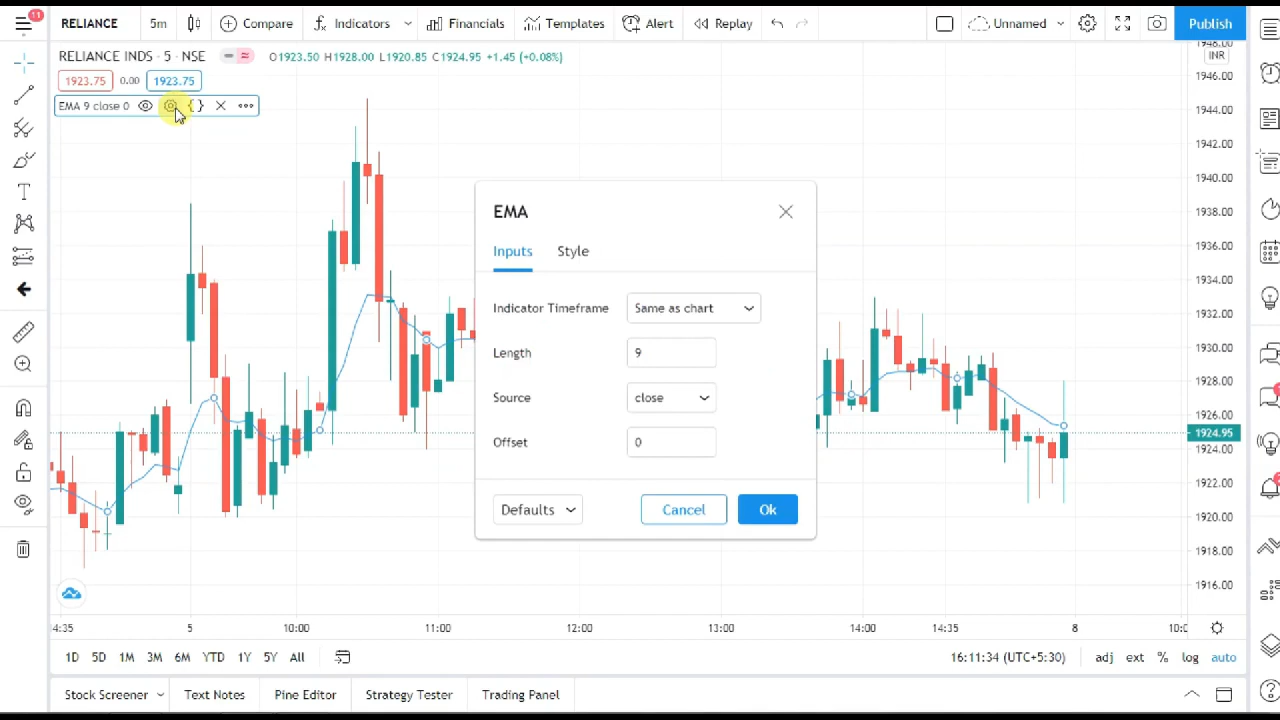 11
RELIANCE 5m Compare Indicators Financials Templates Alert Replay Unnamed Publish
RELIANCE INDS · 5 · NSE O1923.50 H1928.00 L1920.85 C1924.95 +1.45 (+0.08%)
1923.75 0.00 1923.75
EMA 9 close 0
EMA
Inputs Style
Indicator Timeframe Same as chart
Length 9
Source close
Offset 0
Defaults Cancel Ok
1948.00
INR
1946.00
1944.00
1942.00
1940.00
1938.00
1936.00
1934.00
1932.00
1930.00
1928.00
1926.00
1924.95
1924.00
1922.00
1920.00
1918.00
1916.00
4:35 5 10:00 11:00 12:00 13:00 14:00 14:35 8 10:0
1D 5D 1M 3M 6M YTD 1Y 5Y All 16:11:34 (UTC+5:30) adj ext % log auto
Stock Screener Text Notes Pine Editor Strategy Tester Trading Panel